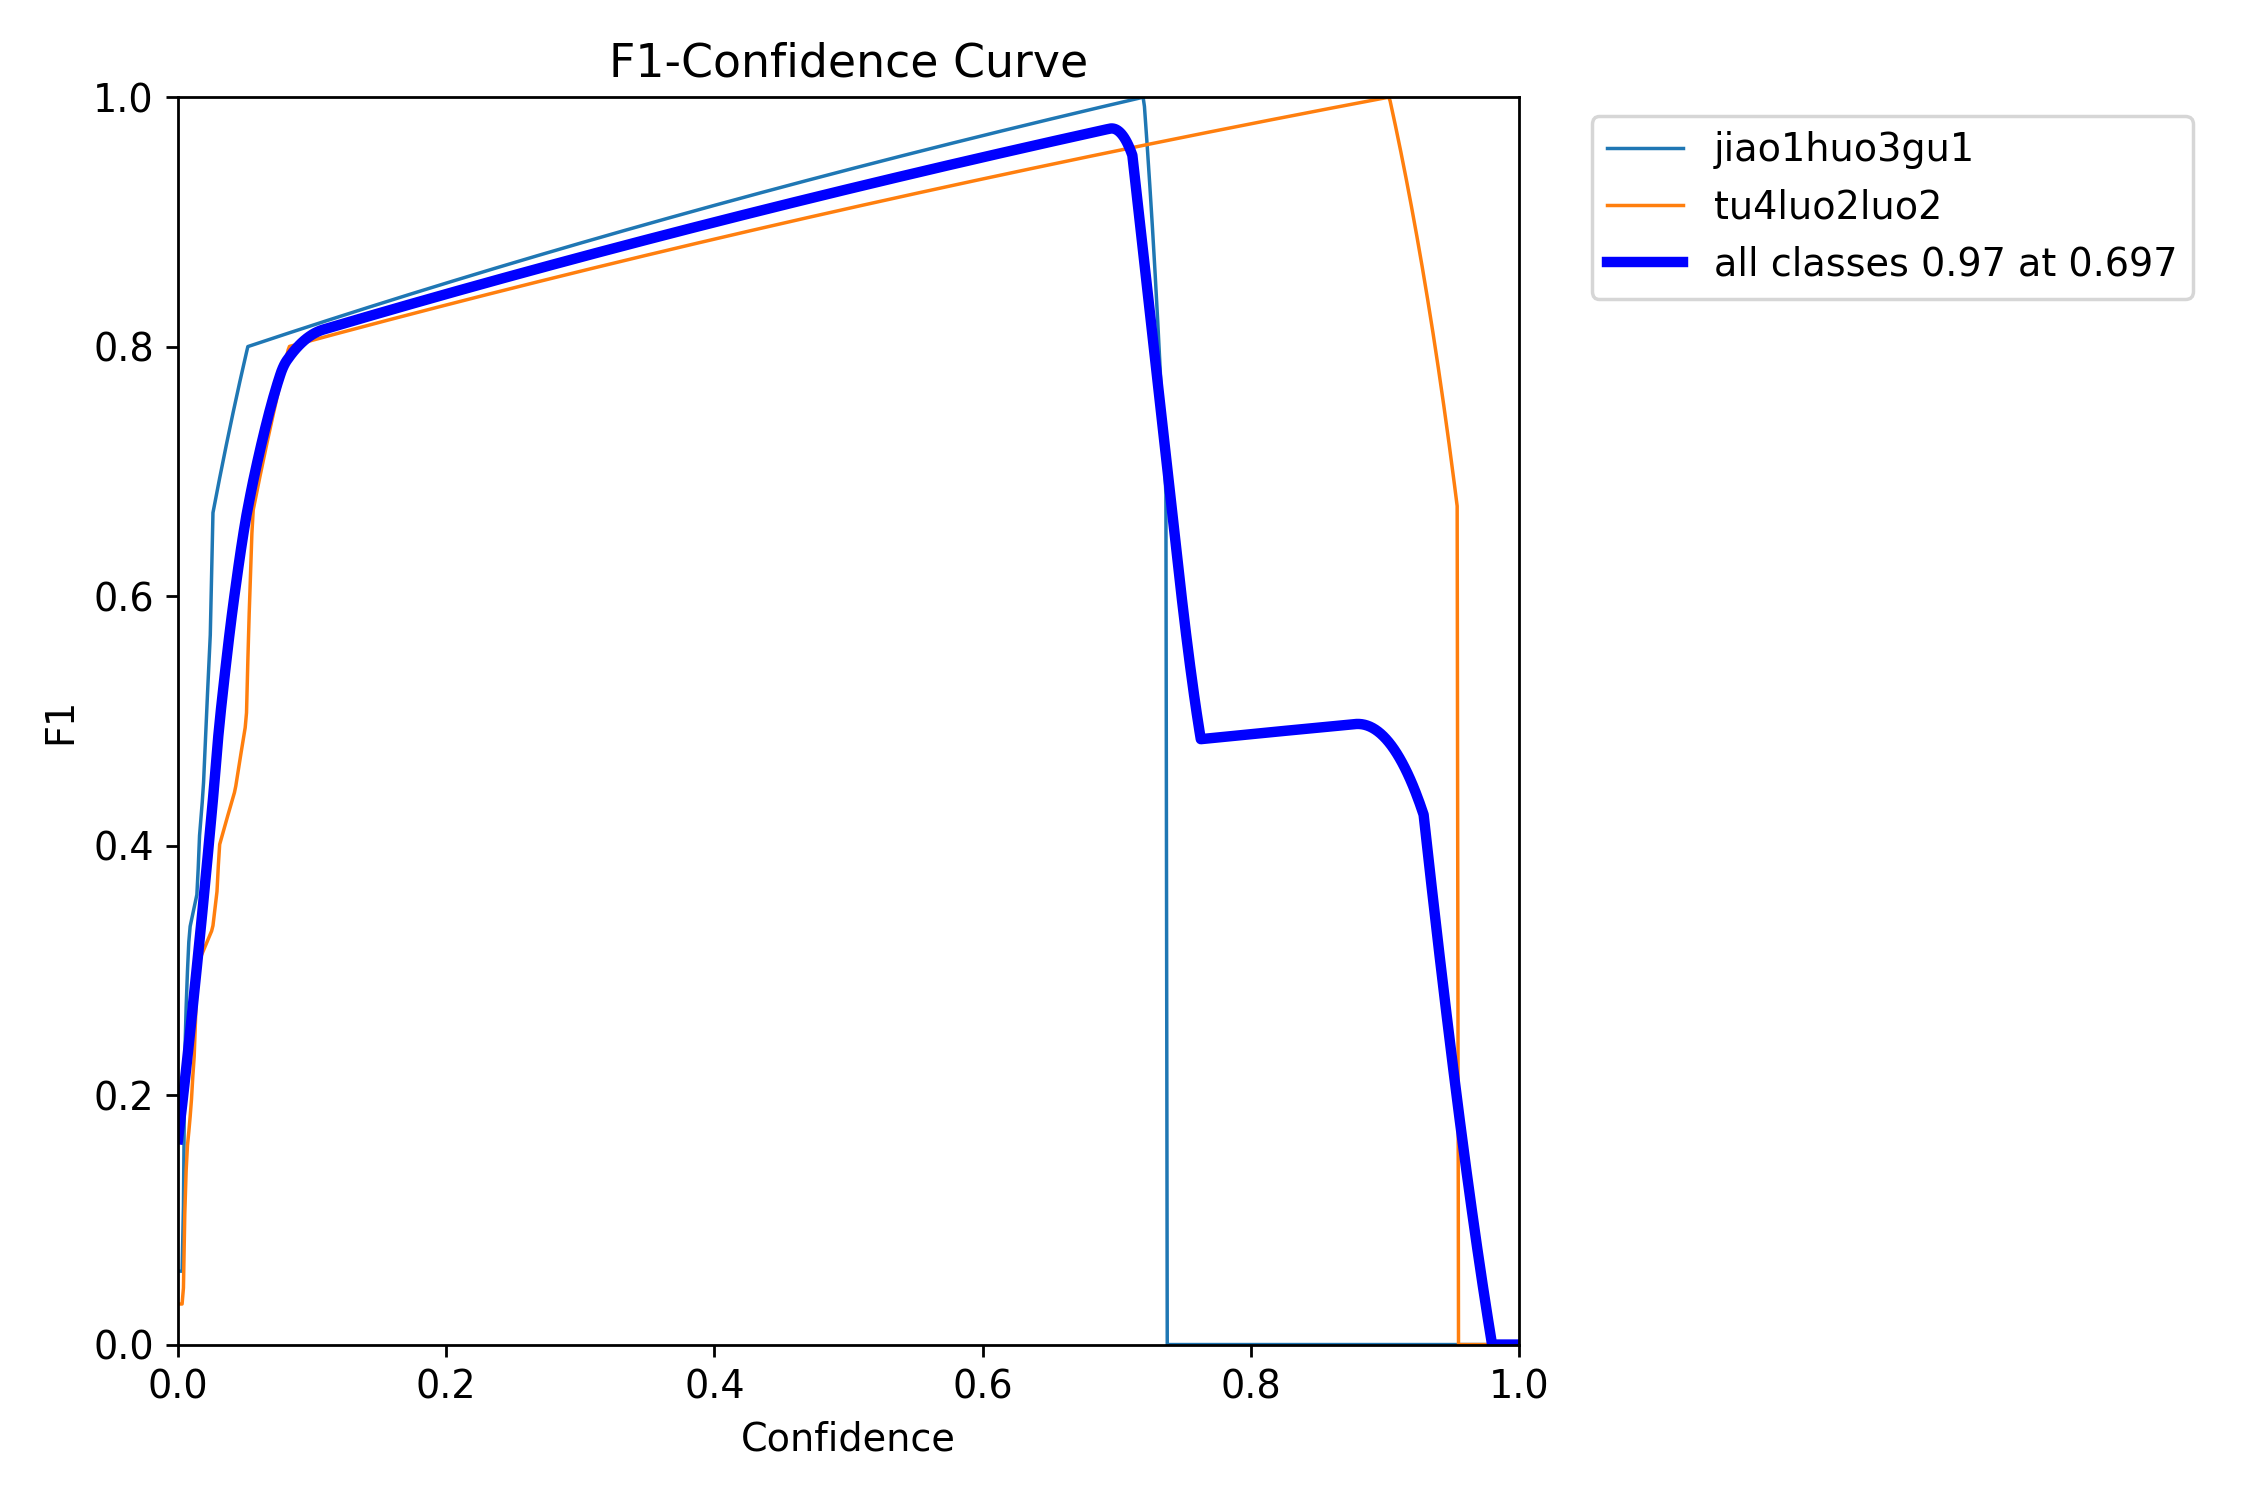 F1-Confidence Curve
1.0
0.8
0.6
0.4
0.2
0.0
F1
0.0 0.2 0.4 0.6 0.8 1.0
Confidence
jiao1huo3gu1
tu4luo2luo2
all classes 0.97 at 0.697